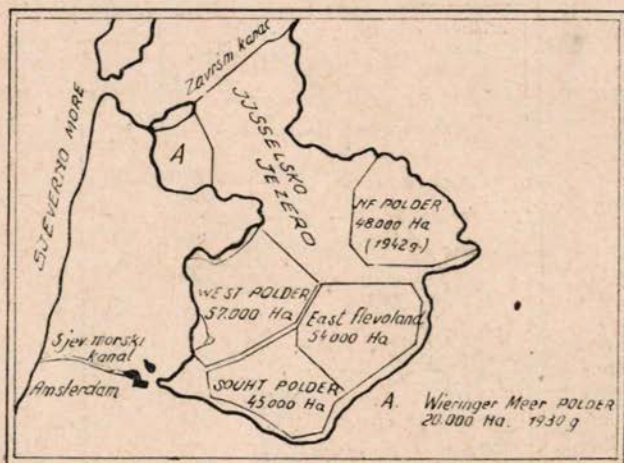 Završni kanal
SJEVERNO MORE
A
IJSSELSKO
JEZERO
NF POLDER
48.000 Ha
(1942 g.)
WEST POLDER
57.000 Ha
East Flevoland
54000 Ha
Sjev. morski
kanal
Amsterdam
SOUHT POLDER
45.000 Ha
A. Wieringer Meer POLDER
20.000 Ha. 1930 g